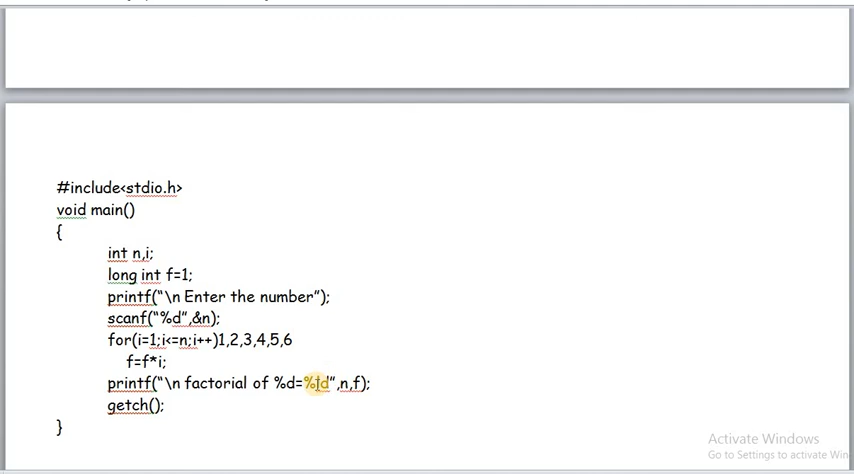 #include<stdio.h>
void main()
{
int n,i;
long int f=1;
printf(“\n Enter the number”);
scanf(“%d”,&n);
for(i=1;i<=n;i++)1,2,3,4,5,6
f=f*i;
printf(“\n factorial of %d=%ld”,n,f);
getch();
}
Activate Windows
Go to Settings to activate Win